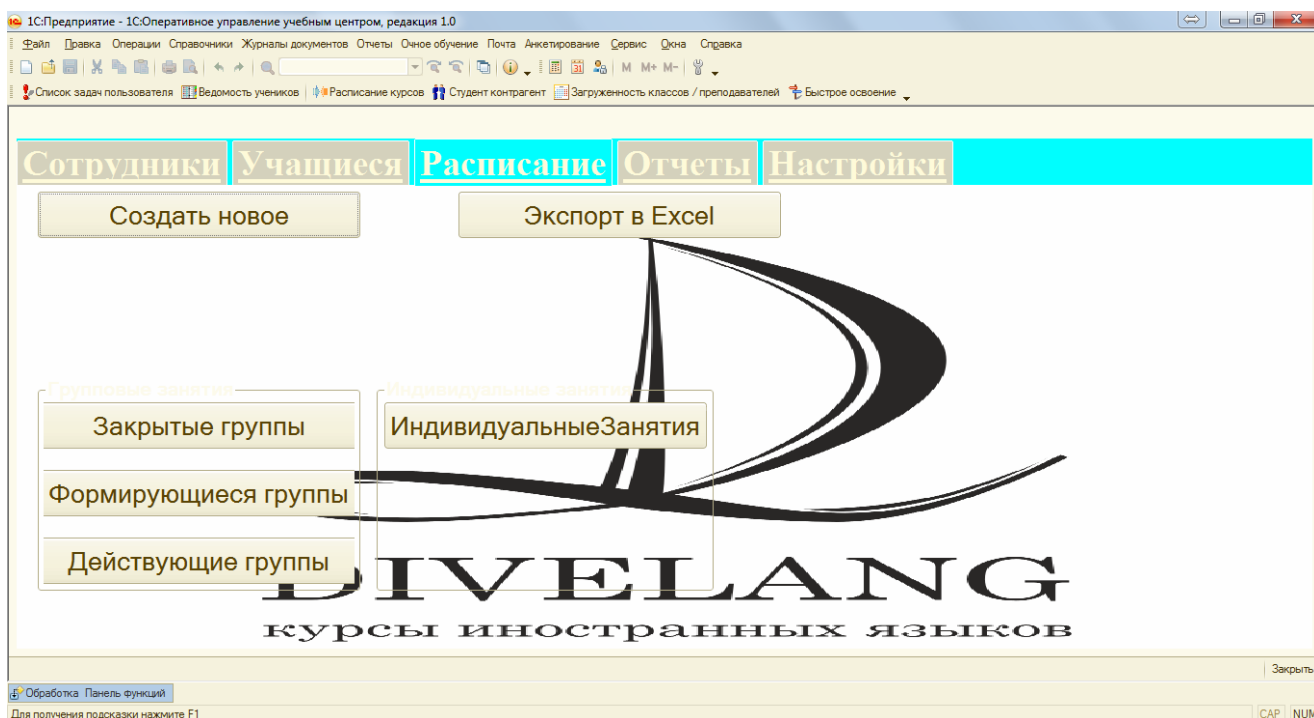 1С:Предприятие - 1С:Оперативное управление учебным центром, редакция 1.0
Файл Правка Операции Справочники Журналы документов Отчеты Очное обучение Почта Анкетирование Сервис Окна Справка
M M+ M-
Список задач пользователя Ведомость учеников Расписание курсов Студент контрагент Загруженность классов / преподавателей Быстрое освоение
Сотрудники Учащиеся Расписание Отчеты Настройки
Создать новое Экспорт в Excel
Групповые занятия Индивидуальные занятия
Закрытые группы ИндивидуальныеЗанятия
Формирующиеся группы
Действующие группы
DIVELANG
курсы иностранных языков
Закрыть
Обработка Панель функций
Для получения подсказки нажмите F1 CAP NUM